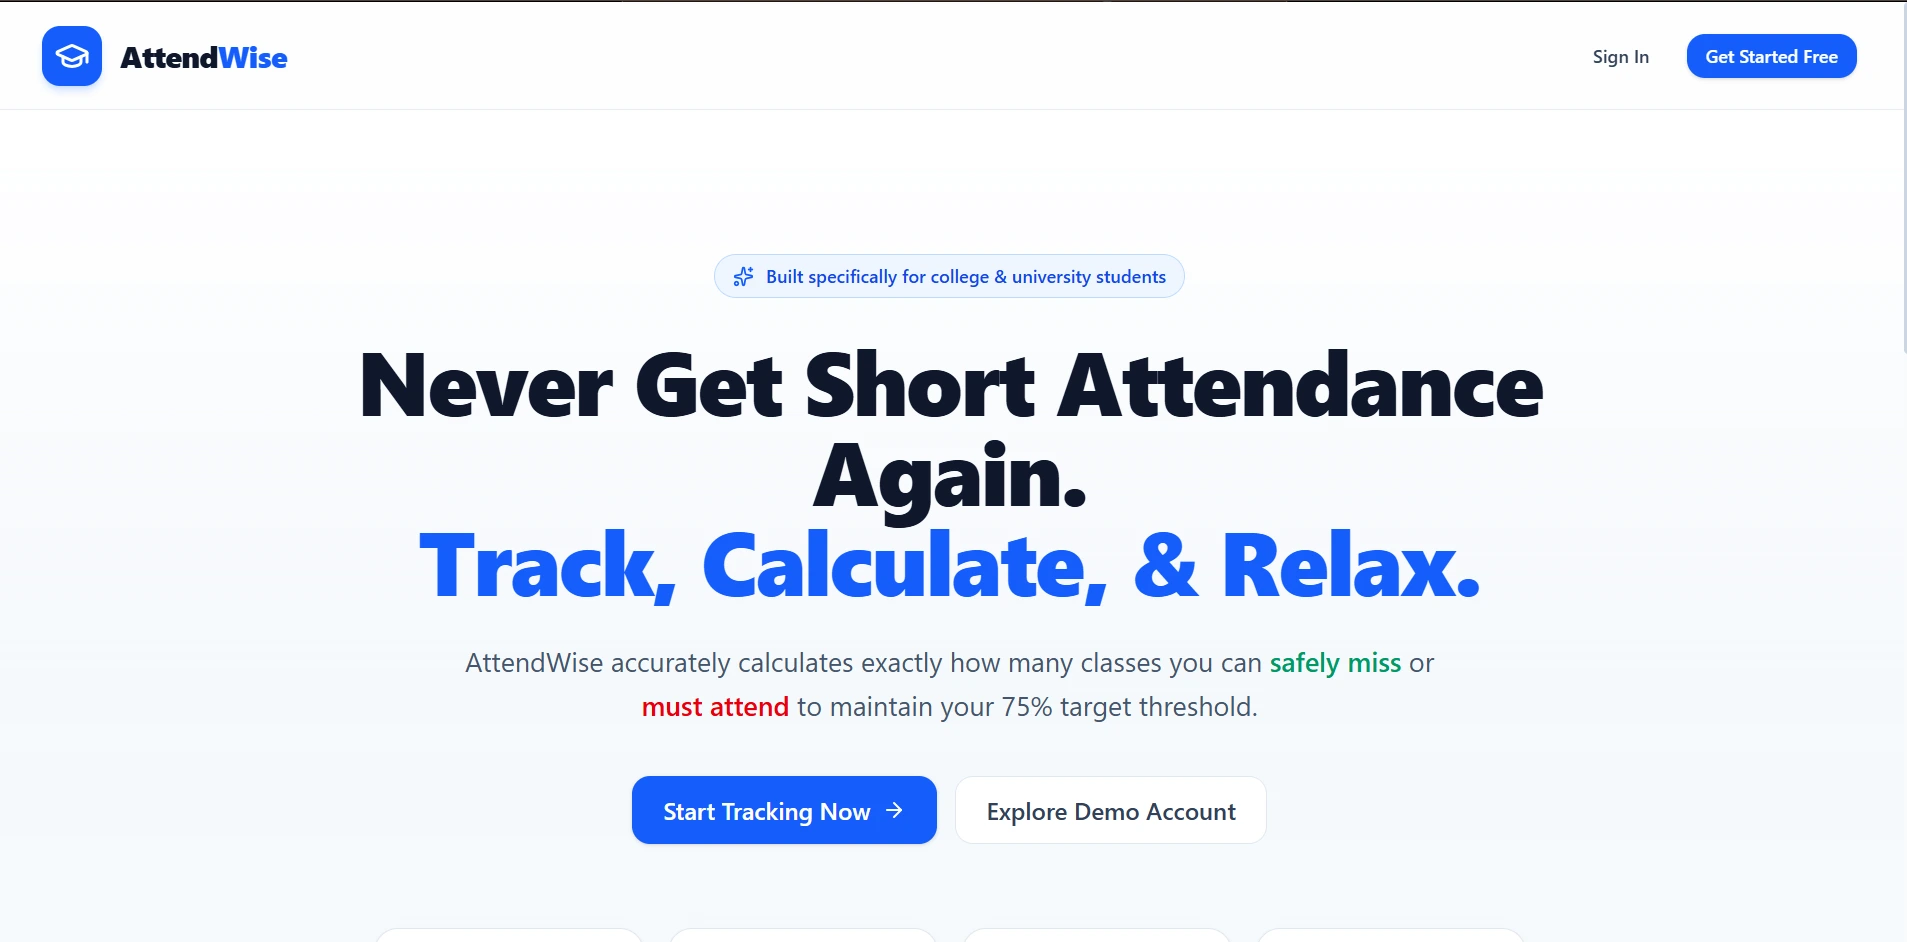 AttendWise
Sign In
Get Started Free
Built specifically for college & university students
Never Get Short Attendance
Again.
Track, Calculate, & Relax.
AttendWise accurately calculates exactly how many classes you can safely miss or
must attend to maintain your 75% target threshold.
Start Tracking Now
Explore Demo Account